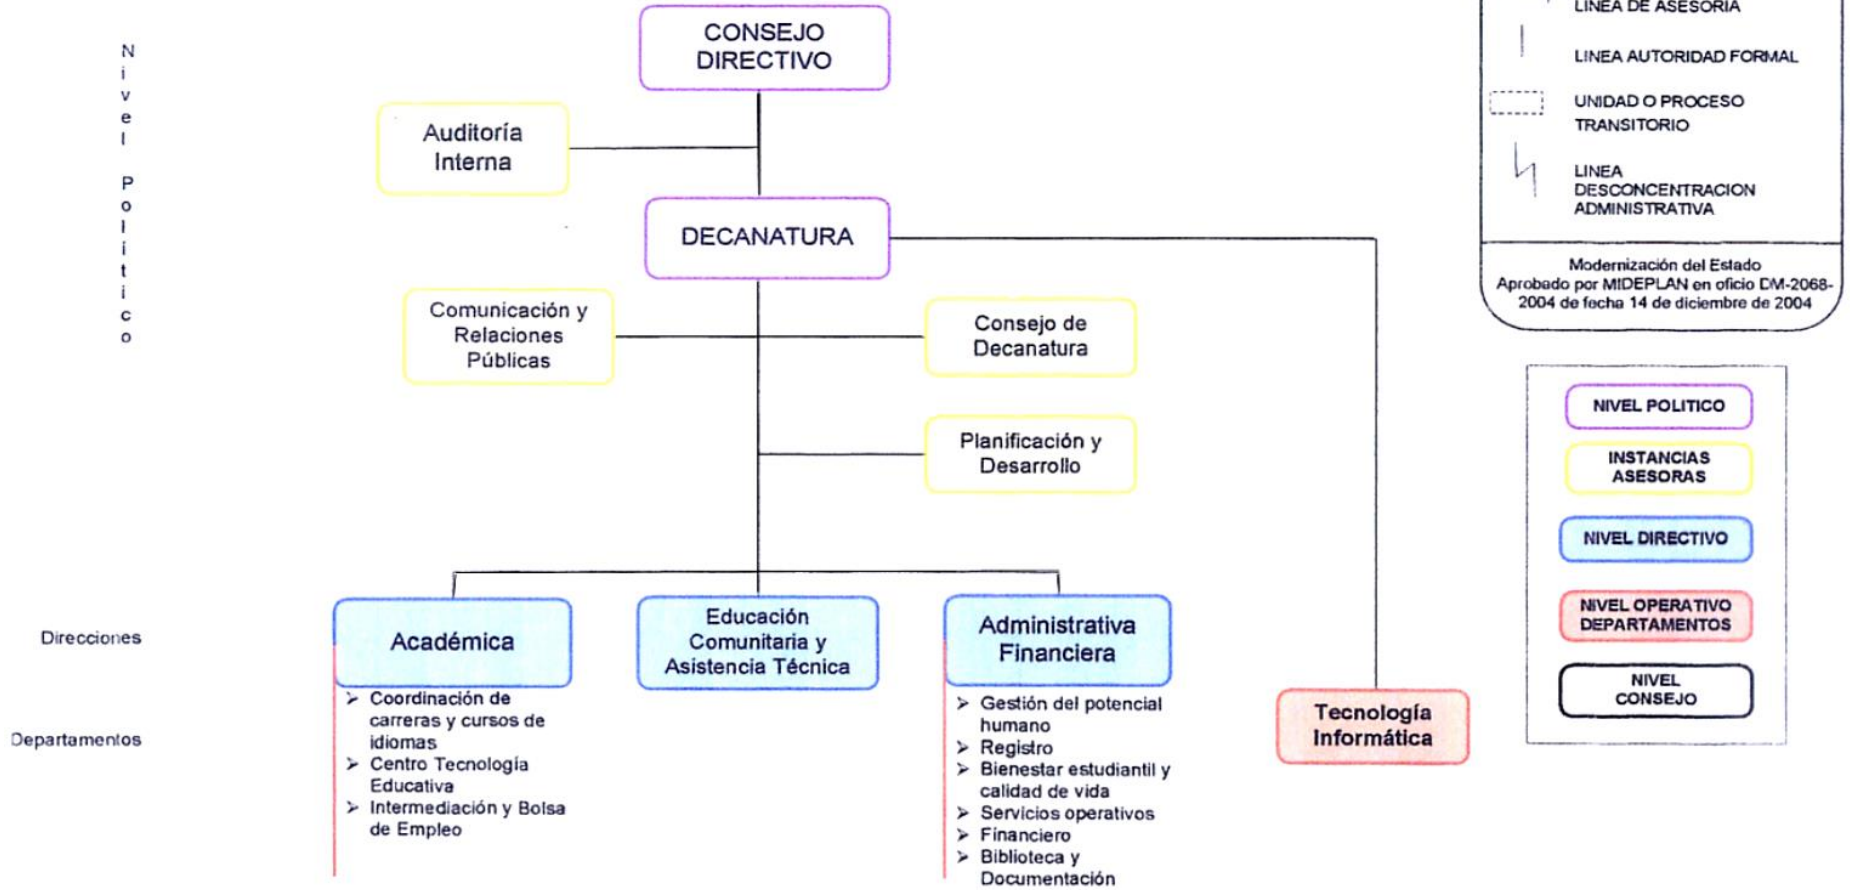 CONSEJO
DIRECTIVO
Nivel Politico
Auditoría
Interna
DECANATURA
Comunicación y
Relaciones
Públicas
Consejo de
Decanatura
Planificación y
Desarrollo
Direcciones
Académica
Educación
Comunitaria y
Asistencia Técnica
Administrativa
Financiera
Departamentos
➤ Coordinación de
carreras y cursos de
idiomas
➤ Centro Tecnología
Educativa
➤ Intermediación y Bolsa
de Empleo
➤ Gestión del potencial
humano
➤ Registro
➤ Bienestar estudiantil y
calidad de vida
➤ Servicios operativos
➤ Financiero
➤ Biblioteca y
Documentación
Tecnología
Informática
LINEA DE ASESORIA
LINEA AUTORIDAD FORMAL
UNIDAD O PROCESO
TRANSITORIO
LINEA
DESCONCENTRACION
ADMINISTRATIVA
Modernización del Estado
Aprobado por MIDEPLAN en oficio DM-2068-
2004 de fecha 14 de diciembre de 2004
NIVEL POLITICO
INSTANCIAS
ASESORAS
NIVEL DIRECTIVO
NIVEL OPERATIVO
DEPARTAMENTOS
NIVEL
CONSEJO